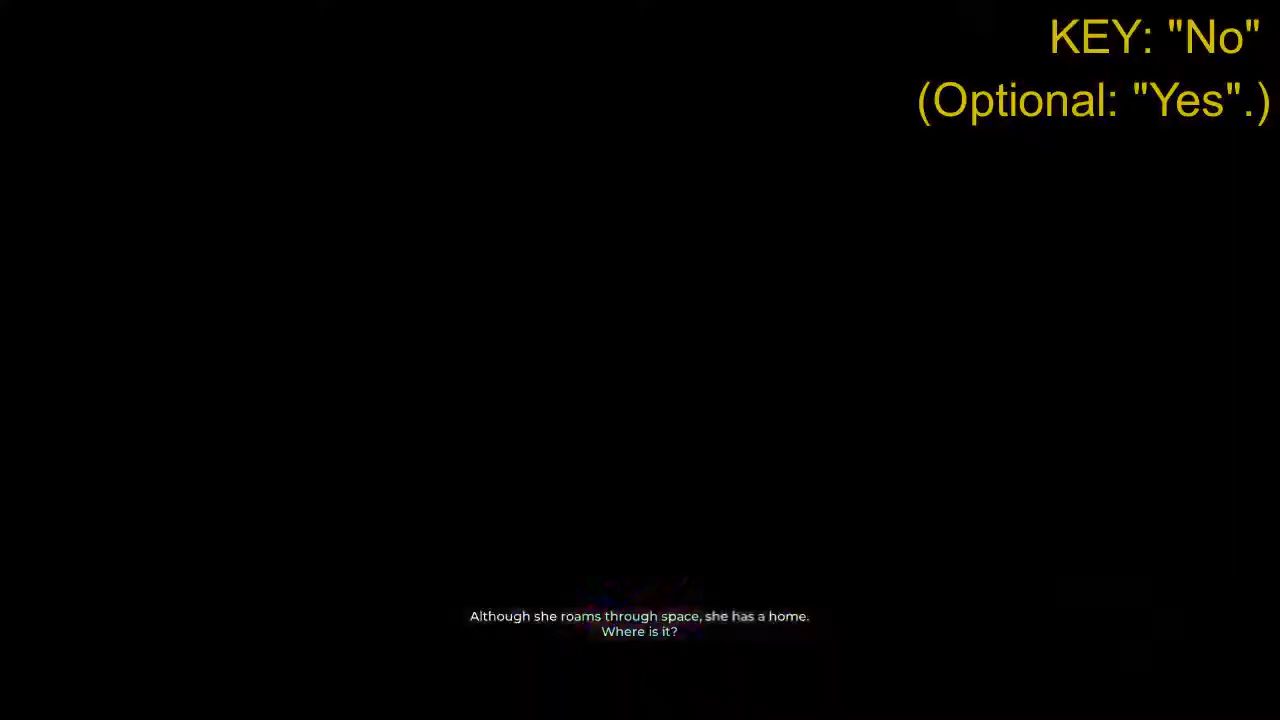 KEY: "No"
(Optional: "Yes".)
Although she roams through space, she has a home.
Where is it?